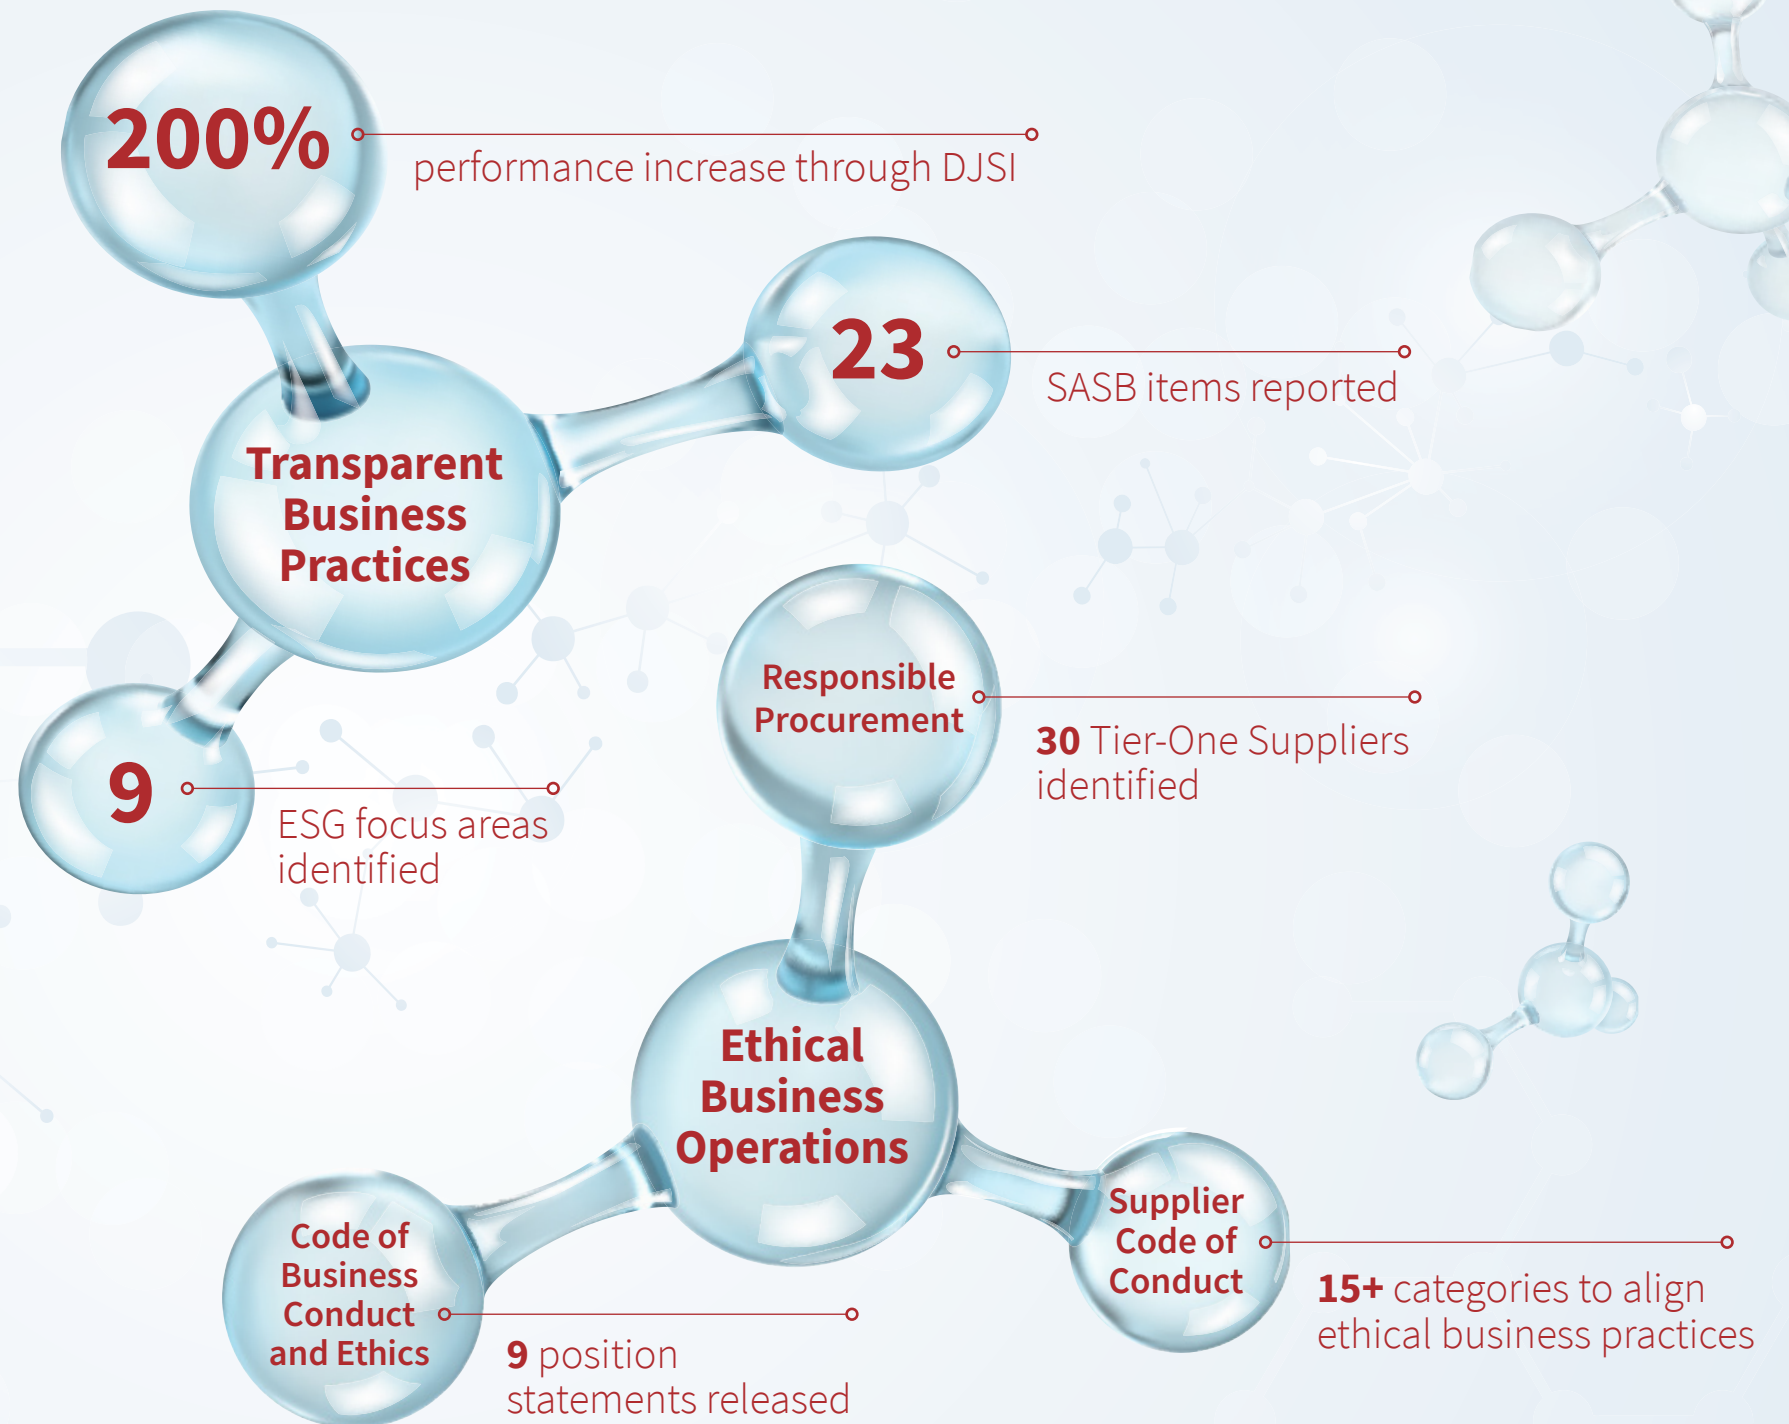 200%
performance increase through DJSI
23
SASB items reported
Transparent
Business
Practices
9
ESG focus areas
identified
Responsible
Procurement
30 Tier-One Suppliers
identified
Ethical
Business
Operations
Code of
Business
Conduct
and Ethics
9 position
statements released
Supplier
Code of
Conduct
15+ categories to align
ethical business practices